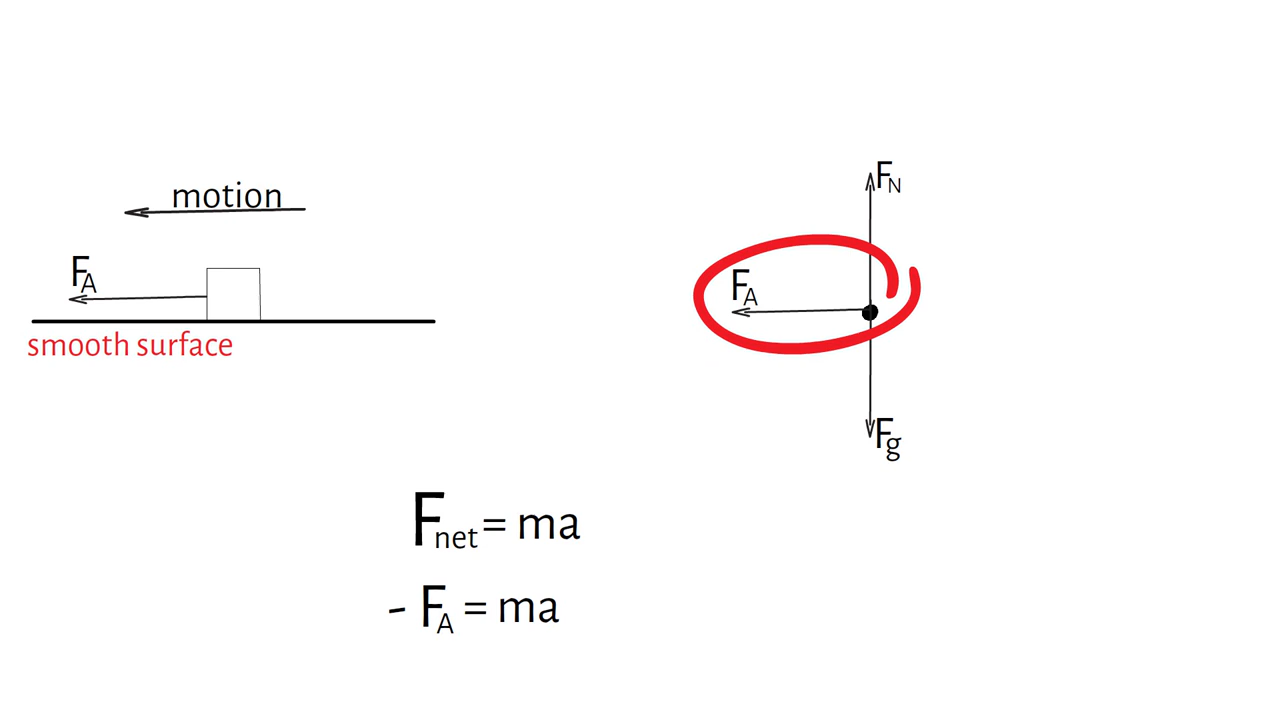 motion
FA
smooth surface
FN
FA
Fg
Fnet = ma
- FA = ma